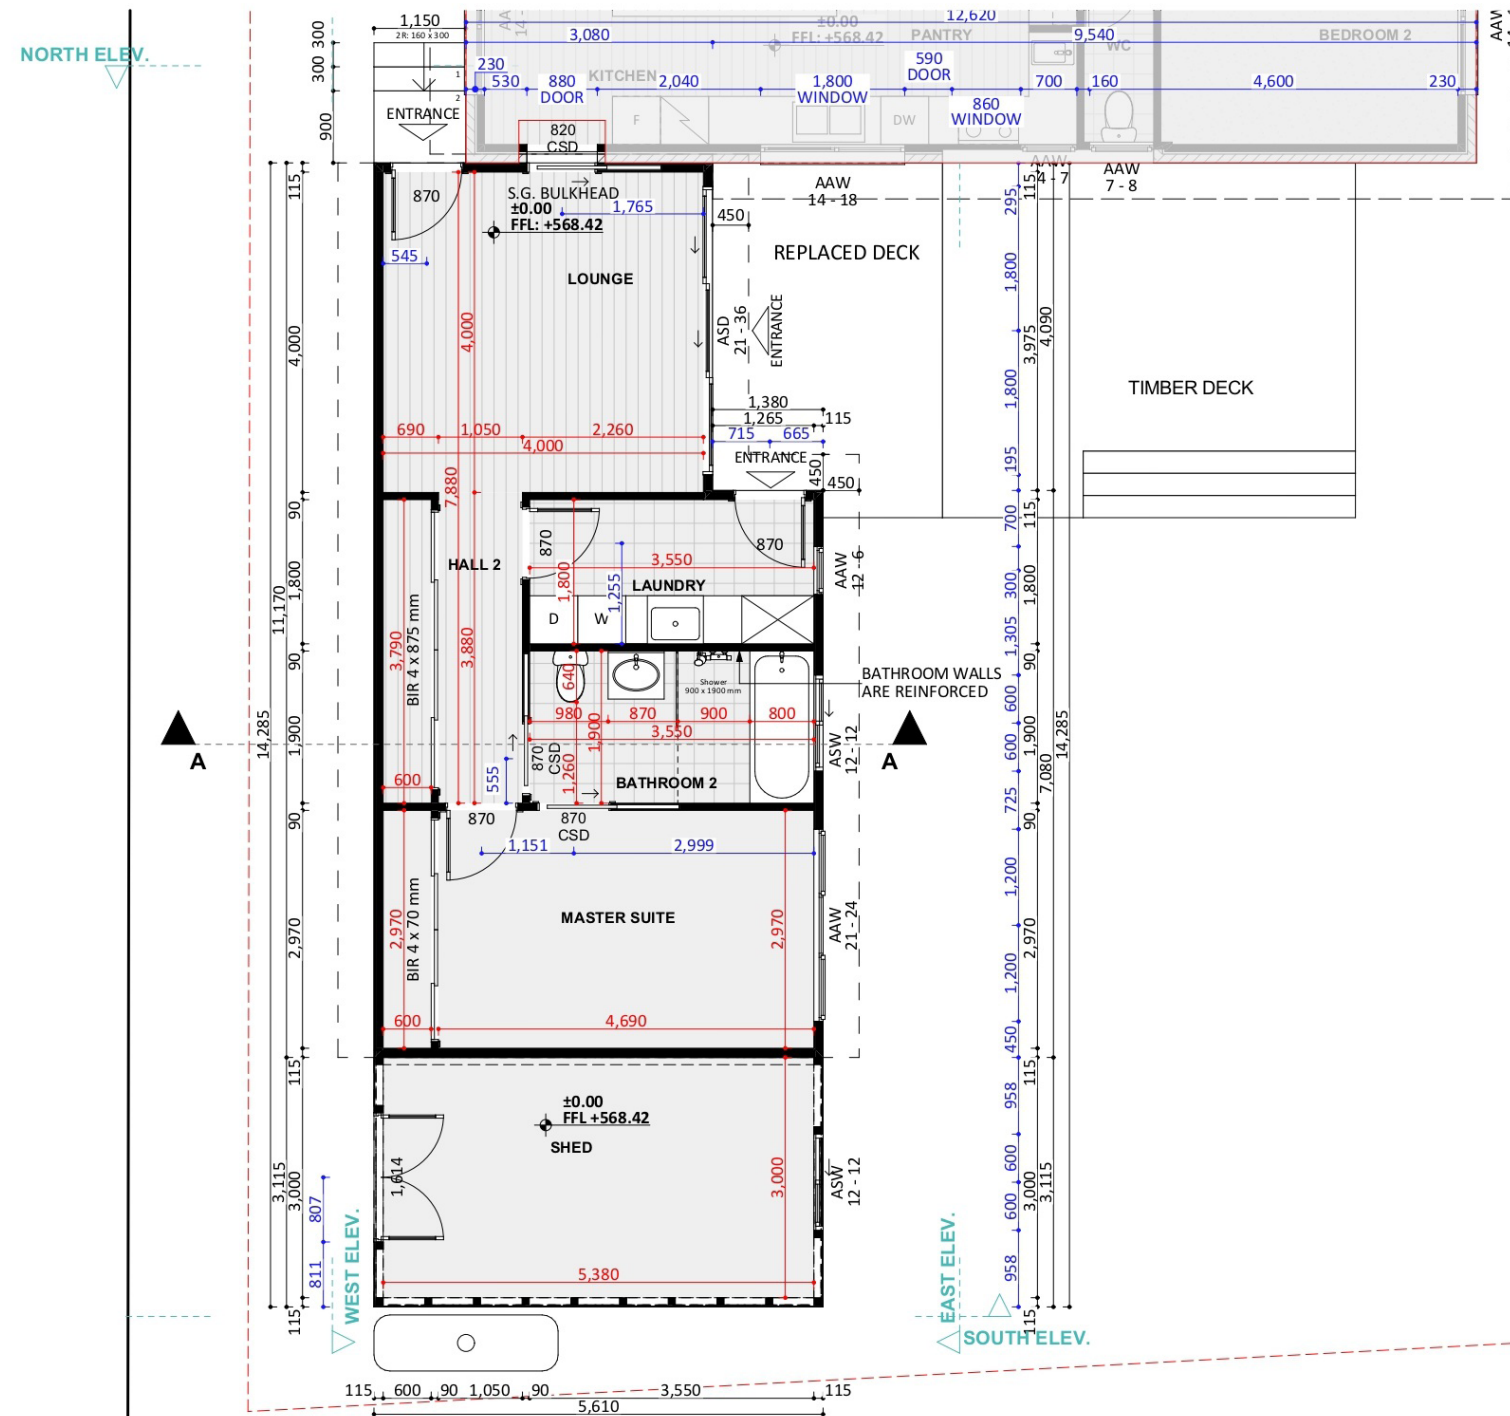 NORTH ELEV.
1,150
2R: 160 x 300
300
300
900
1
2
ENTRANCE
12,620
3,080
9,540
230
530
880
DOOR
2,040
1,800
WINDOW
590
DOOR
860
WINDOW
700
160
4,600
230
±0.00
FFL: +568.42
PANTRY
KITCHEN
WC
BEDROOM 2
F
DW
820
CSD
AAW
14 - 18
AAW
4 - 7
AAW
7 - 8
870
S.G. BULKHEAD
±0.00
FFL: +568.42
1,765
450
545
LOUNGE
REPLACED DECK
TIMBER DECK
ASD
21 - 36
ENTRANCE
4,000
7,880
690
1,050
2,260
4,000
1,380
1,265
115
715
665
ENTRANCE
450
450
HALL 2
870
870
3,550
LAUNDRY
1,800
1,255
D
W
AAW
12 - 6
3,790
BIR 4 x 875 mm
3,880
600
640
Shower
900 x 1900 mm
980
870
900
800
3,550
1,900
1,260
870
CSD
555
BATHROOM 2
BATHROOM WALLS
ARE REINFORCED
ASW
12 - 12
A
A
870
870
CSD
1,151
2,999
MASTER SUITE
2,970
BIR 4 x 70 mm
2,970
600
4,690
AAW
21 - 24
±0.00
FFL +568.42
SHED
1,614
3,000
5,380
ASW
12 - 12
115
4,000
90
1,800
90
1,900
90
2,970
115
3,000
115
11,170
3,115
14,285
807
811
295
1,800
1,800
195
700
300
1,305
600
600
725
1,200
1,200
450
958
600
600
958
115
3,975
115
1,800
90
1,900
90
2,970
115
3,000
115
4,090
7,080
3,115
14,285
WEST ELEV.
EAST ELEV.
SOUTH ELEV.
115
600
90
1,050
90
3,550
115
5,610